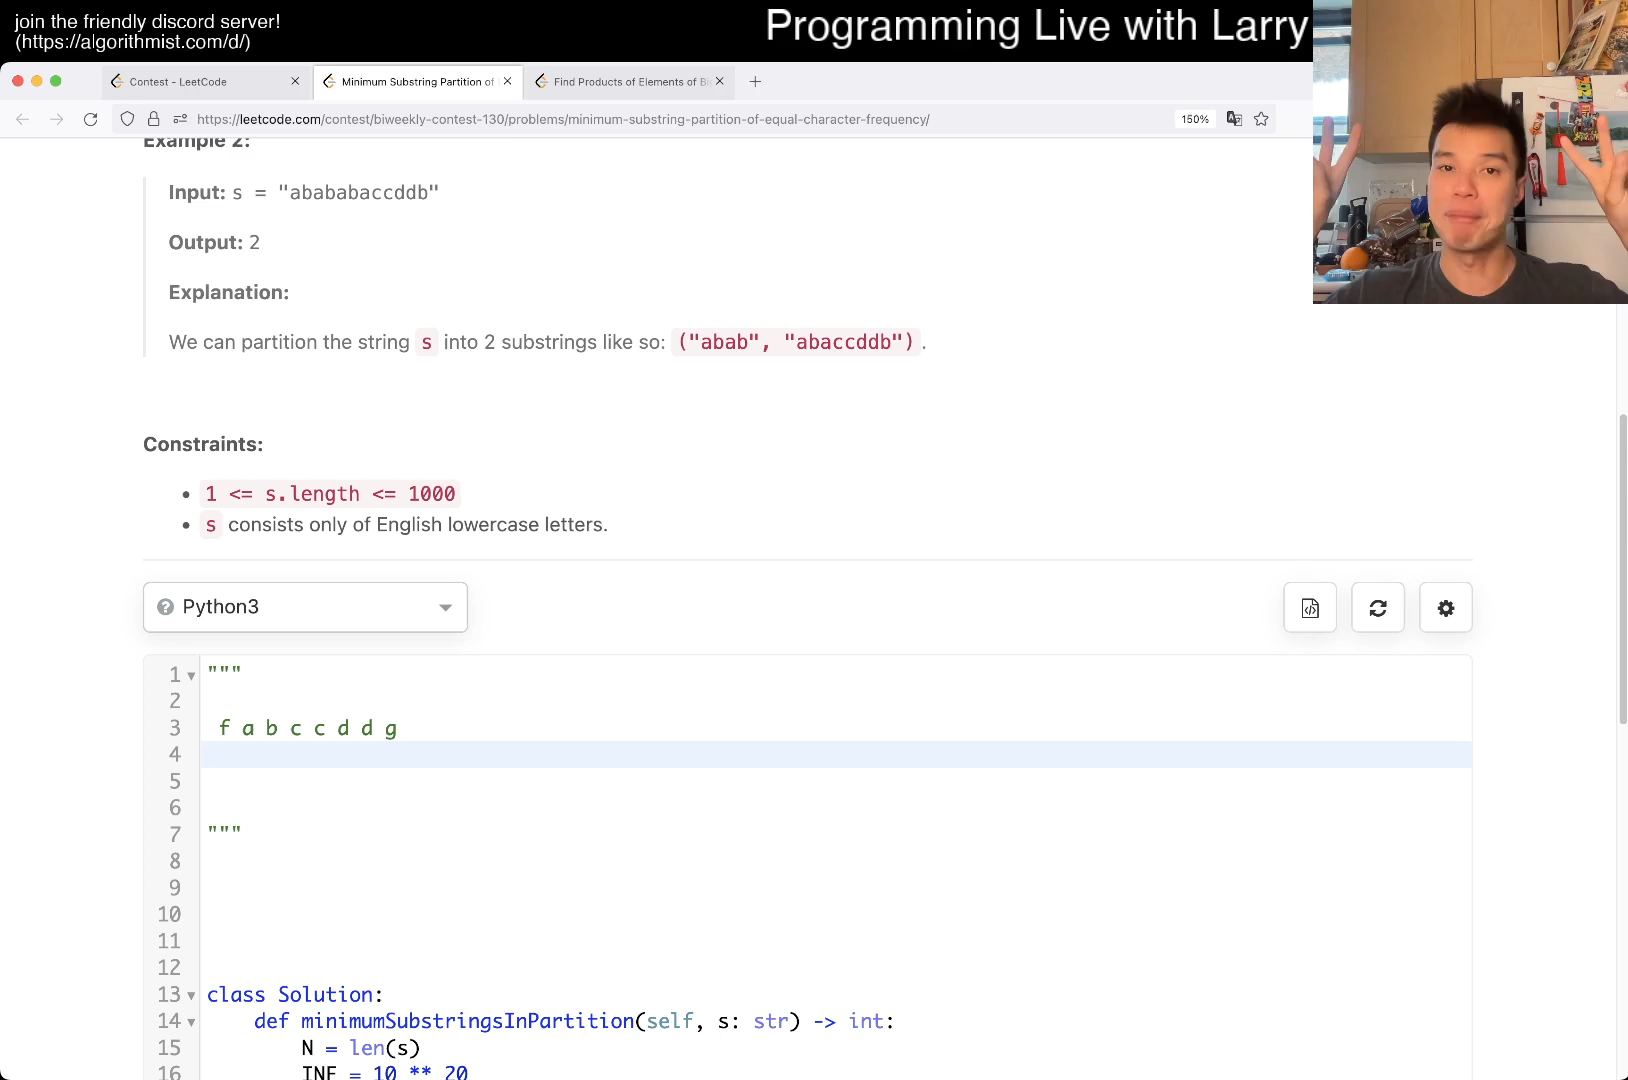 join the friendly discord server!
(https://algorithmist.com/d/)
Programming Live with Larry
Contest - LeetCode
Minimum Substring Partition of
Find Products of Elements of Bi
https://leetcode.com/contest/biweekly-contest-130/problems/minimum-substring-partition-of-equal-character-frequency/
150%
Example 2:
Input: s = "abababaccddb"
Output: 2
Explanation:
We can partition the string s into 2 substrings like so: ("abab", "abaccddb").
Constraints:
1 <= s.length <= 1000
s consists only of English lowercase letters.
Python3
1 """
2
3 f a b c c d d g
4
5
6
7 """
8
9
10
11
12
13 class Solution:
14 def minimumSubstringsInPartition(self, s: str) -> int:
15 N = len(s)
16 INF = 10 ** 20